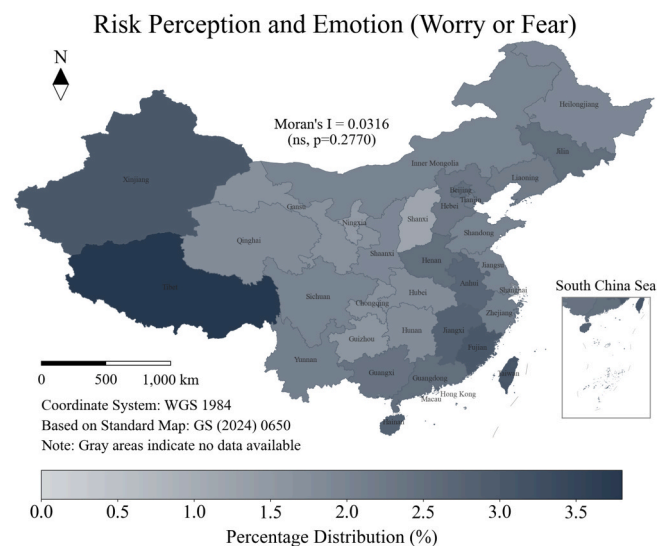 Risk Perception and Emotion (Worry or Fear)
N
Moran's I = 0.0316
(ns, p=0.2770)
Heilongjiang
Jilin
Xinjiang
Inner Mongolia
Liaoning
Beijing
Tianjin
Gansu
Hebei
Ningxia
Shanxi
Shandong
Qinghai
Shaanxi
Henan
Jiangsu
Tibet
Anhui
South China Sea
Sichuan
Hubei
Shanghai
Chongqing
Zhejiang
Guizhou
Hunan
Jiangxi
Fujian
Yunnan
Guangxi
Guangdong
Taiwan
Hong Kong
Macau
Hainan
0 500 1,000 km
Coordinate System: WGS 1984
Based on Standard Map: GS (2024) 0650
Note: Gray areas indicate no data available
0.0 0.5 1.0 1.5 2.0 2.5 3.0 3.5
Percentage Distribution (%)